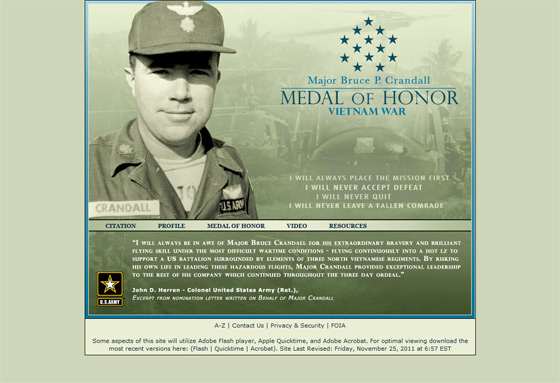 Major Bruce P. Crandall
MEDAL OF HONOR
VIETNAM WAR
I WILL ALWAYS PLACE THE MISSION FIRST
I WILL NEVER ACCEPT DEFEAT
I WILL NEVER QUIT
I WILL NEVER LEAVE A FALLEN COMRADE
CRANDALL
U.S. ARMY
CITATION PROFILE MEDAL OF HONOR VIDEO RESOURCES
"I will always be in awe of Major Bruce Crandall for his extraordinary bravery and brilliant
flying skill under the most difficult wartime conditions - flying continuously into a hot LZ to
support a US battalion surrounded by elements of three north vietnamese regiments. By risking
his own life in leading these hazardous flights, Major Crandall provided exceptional leadership
to the rest of his company which continued throughout the three day ordeal."
John D. Herren - Colonel United States Army (Ret.),
Excerpt from nomination letter written on Behalf of Major Crandall
U.S.ARMY
A-Z | Contact Us | Privacy & Security | FOIA
Some aspects of this site will utilize Adobe Flash player, Apple Quicktime, and Adobe Acrobat. For optimal viewing download the
most recent versions here: (Flash | Quicktime | Acrobat). Site Last Revised: Friday, November 25, 2011 at 6:57 EST